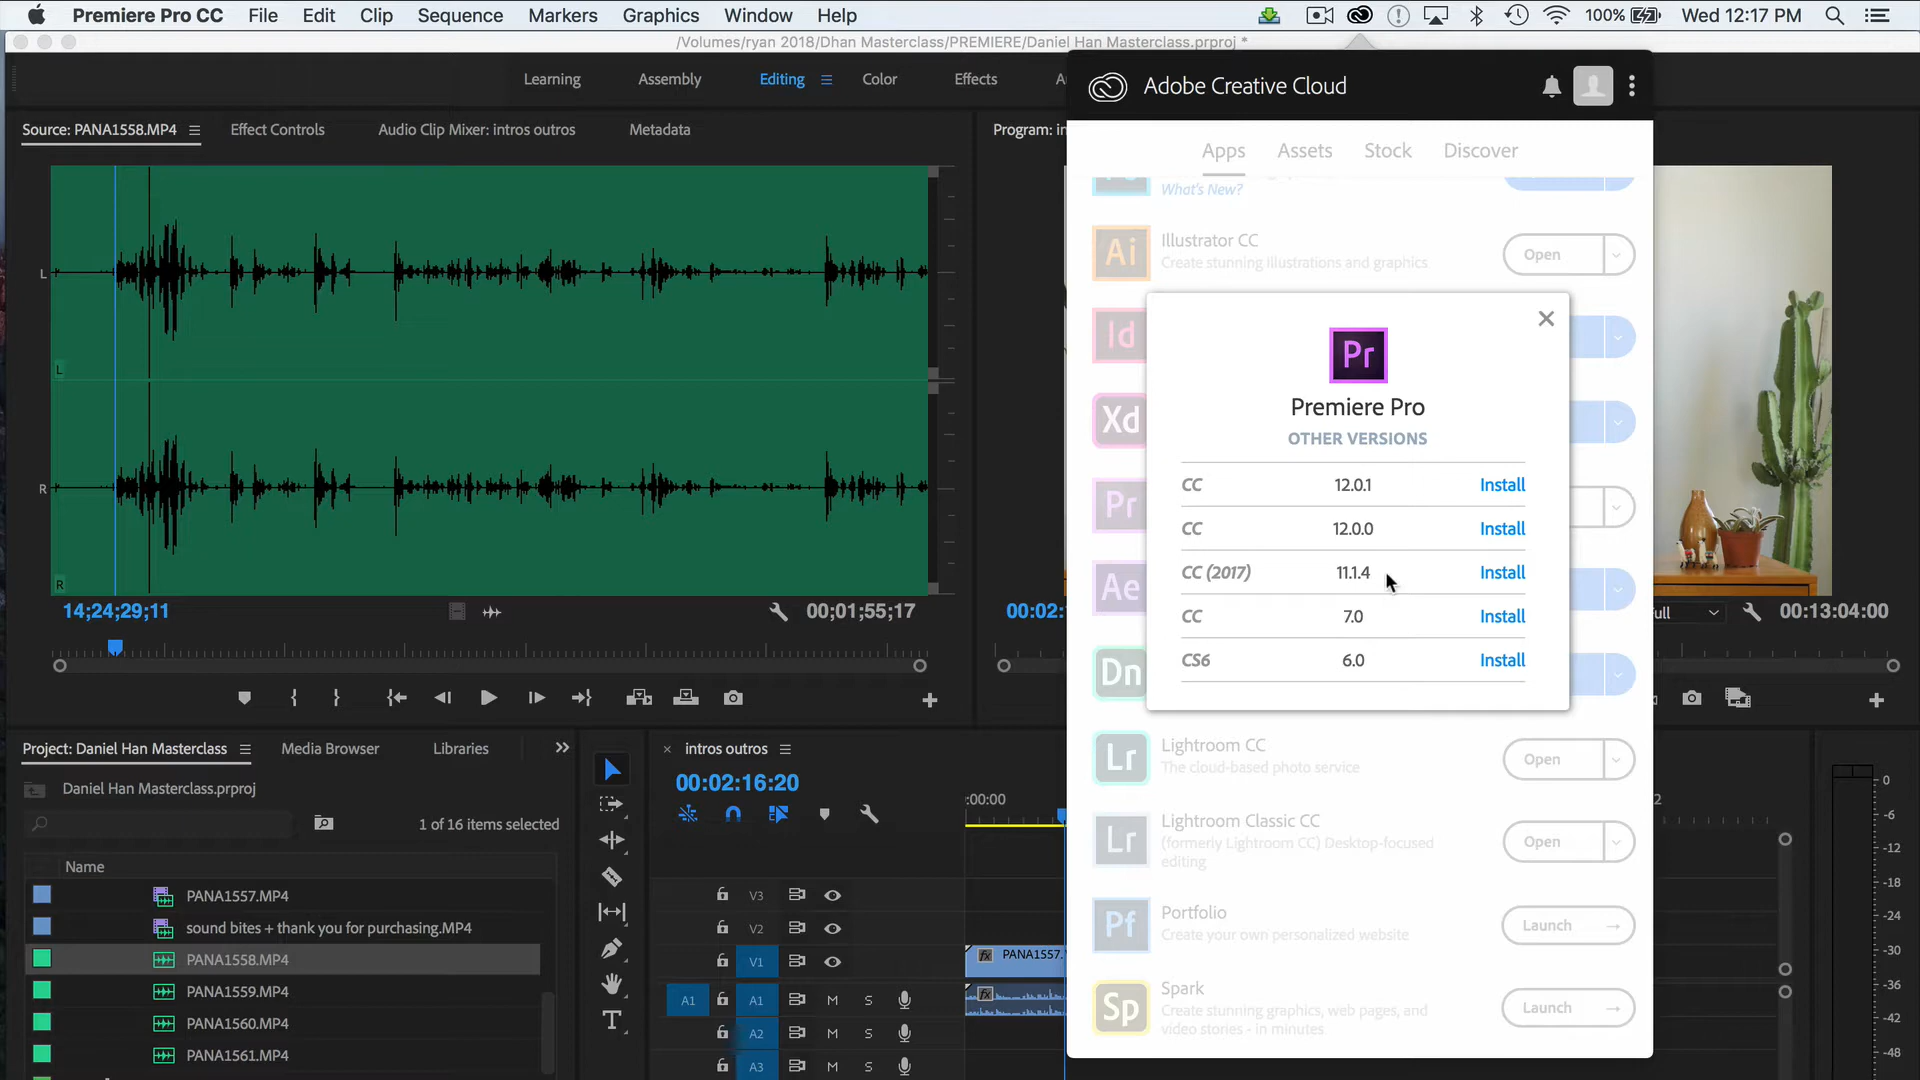 Premiere Pro CC File Edit Clip Sequence Markers Graphics Window Help 100% Wed 12:17 PM
/Volumes/ryan 2018/Dhan Masterclass/PREMIERE/Daniel Han Masterclass.prproj *
Learning Assembly Editing Color Effects
Adobe Creative Cloud
Source: PANA1558.MP4 Effect Controls Audio Clip Mixer: intros outros Metadata
Program:
Apps Assets Stock Discover
What's New?
Illustrator CC
Create stunning illustrations and graphics.
Open
Ai
Id
Xd
Pr
Ae
Dn
Pr
Premiere Pro
OTHER VERSIONS
CC 12.0.1 Install
CC 12.0.0 Install
CC (2017) 11.1.4 Install
CC 7.0 Install
CS6 6.0 Install
L
L
R
R
14;24;29;11
00;01;55;17
00:02:
00:13:04:00
Lr
Lightroom CC
The cloud-based photo service
Open
Lr
Lightroom Classic CC
(formerly Lightroom CC) Desktop-focused
editing
Open
Pf
Portfolio
Create your own personalized website
Launch
Sp
Spark
Create stunning graphics, web pages, and
video stories - in minutes
Launch
Project: Daniel Han Masterclass Media Browser Libraries
Daniel Han Masterclass.prproj
1 of 16 items selected
Name
PANA1557.MP4
sound bites + thank you for purchasing.MP4
PANA1558.MP4
PANA1559.MP4
PANA1560.MP4
PANA1561.MP4
intros outros
00:02:16:20
:00:00
V3
V2
V1
PANA1557.
fx
A1 A1 M S
fx
A2 M S
A3 M S
T
0
-6
-12
-18
-24
-30
-36
-42
-48